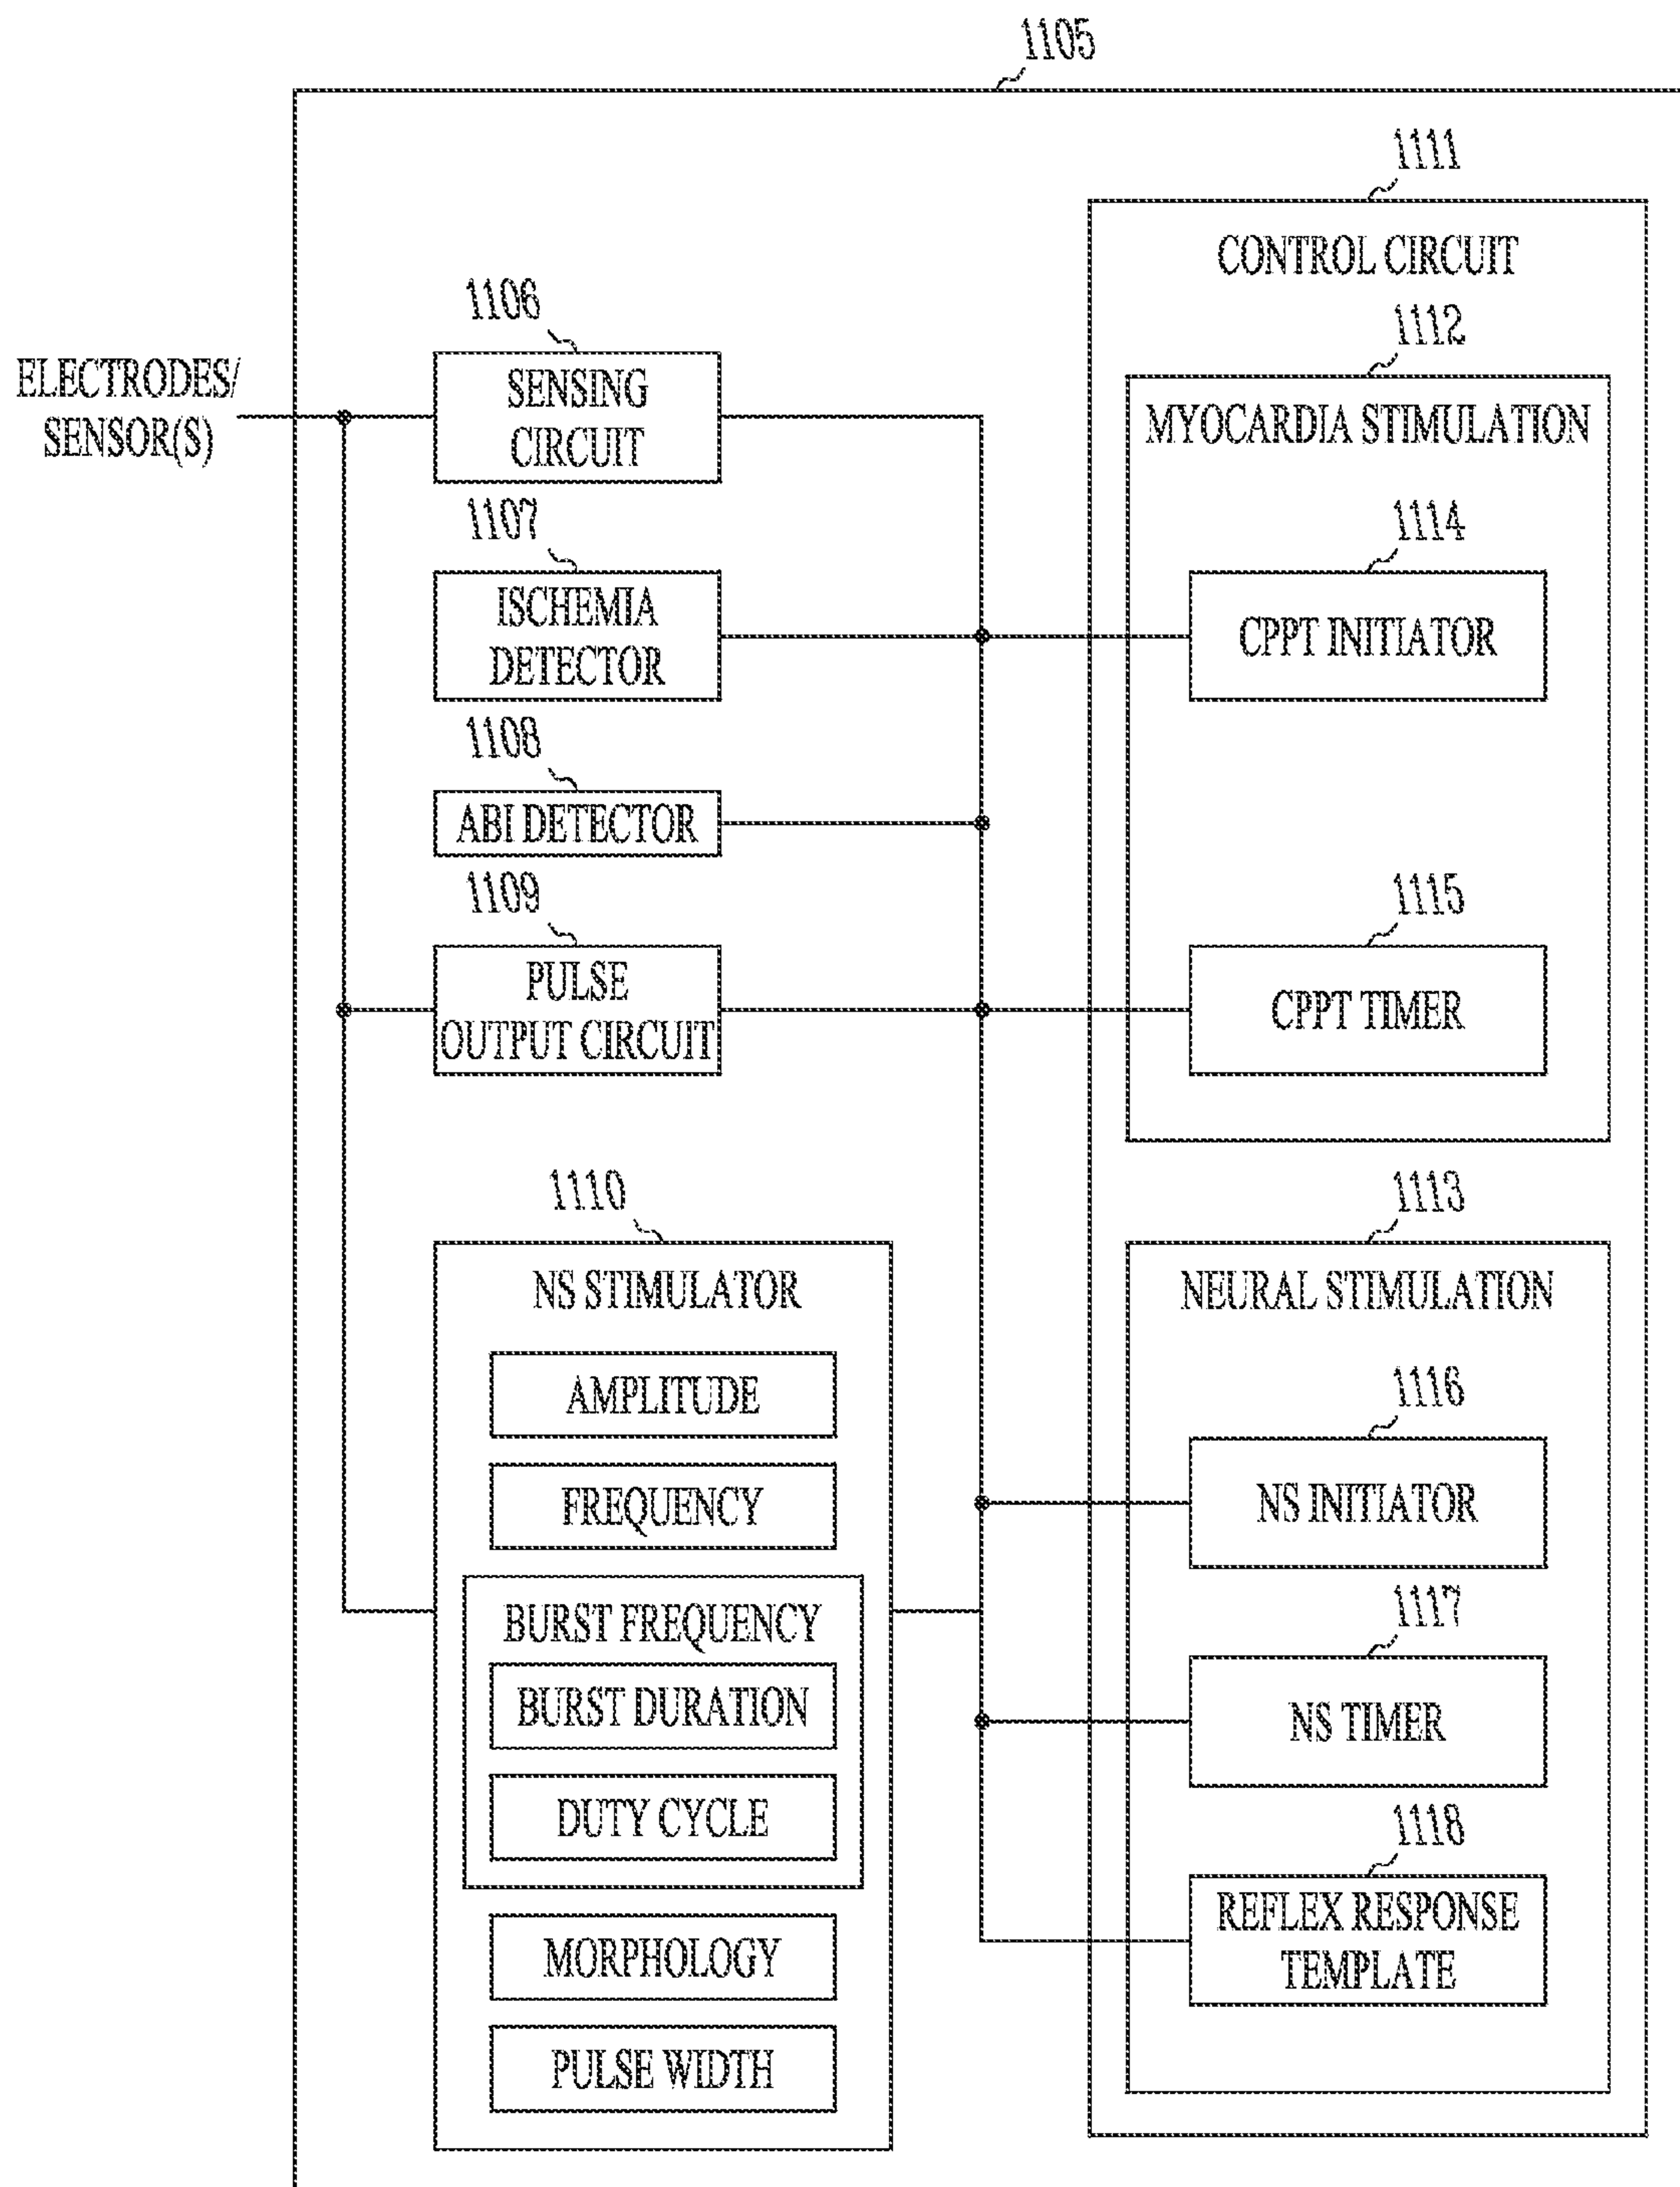 1105
1111
CONTROL CIRCUIT
1106
1112
ELECTRODES/
SENSOR(S)
SENSING
CIRCUIT
MYOCARDIA STIMULATION
1107
1114
ISCHEMIA
DETECTOR
CPPT INITIATOR
1108
ABI DETECTOR
1109
1115
PULSE
OUTPUT CIRCUIT
CPPT TIMER
1110
1113
NS STIMULATOR
NEURAL STIMULATION
AMPLITUDE
1116
FREQUENCY
NS INITIATOR
BURST FREQUENCY
1117
BURST DURATION
NS TIMER
DUTY CYCLE
1118
REFLEX RESPONSE
TEMPLATE
MORPHOLOGY
PULSE WIDTH